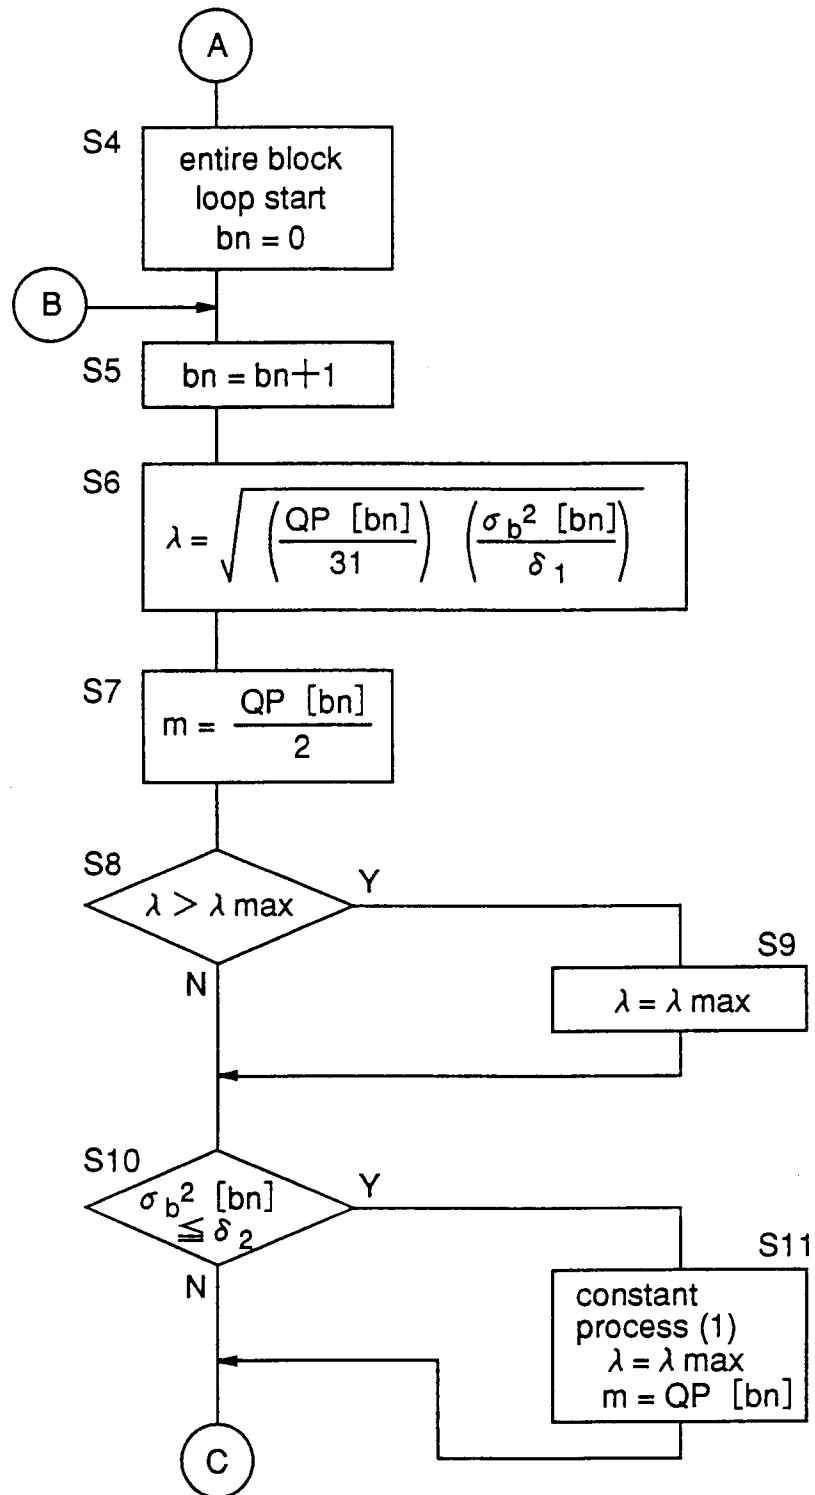 A
S4
entire block
loop start
bn = 0
B
S5
bn = bn+1
S6
λ = √ (QP [bn] / 31) (σb² [bn] / δ1)
S7
m = QP [bn] / 2
S8
λ > λ max
Y
N
S9
λ = λ max
S10
σb² [bn]
≦ δ2
Y
N
S11
constant
process (1)
λ = λ max
m = QP [bn]
C